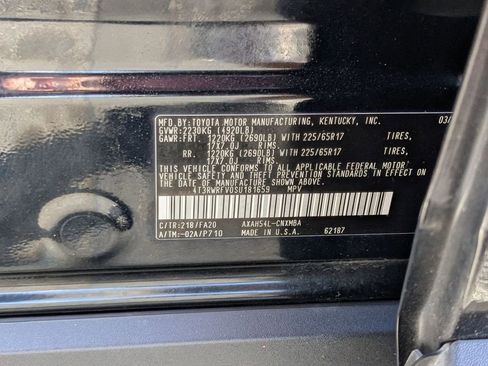 MFD.BY:TOYOTA MOTOR MANUFACTURING, KENTUCKY, INC. 03/
GVWR:2230KG (4920LB)
GAWR:FRT. 1220KG (2690LB) WITH 225/65R17 TIRES,
17X7.0J RIMS.
RR. 1220KG (2690LB) WITH 225/65R17 TIRES,
17X7.0J RIMS.
THIS VEHICLE CONFORMS TO ALL APPLICABLE FEDERAL MOTOR
VEHICLE SAFETY AND THEFT PREVENTION STANDARDS IN EFFECT ON
THE DATE OF MANUFACTURE SHOWN ABOVE.
4T3RWRFV0SU181659 MPV
C/TR:218/FA20 AXAH54L-CNXMBA
A/TM:-02A/P710 MADE IN U.S.A. 62187